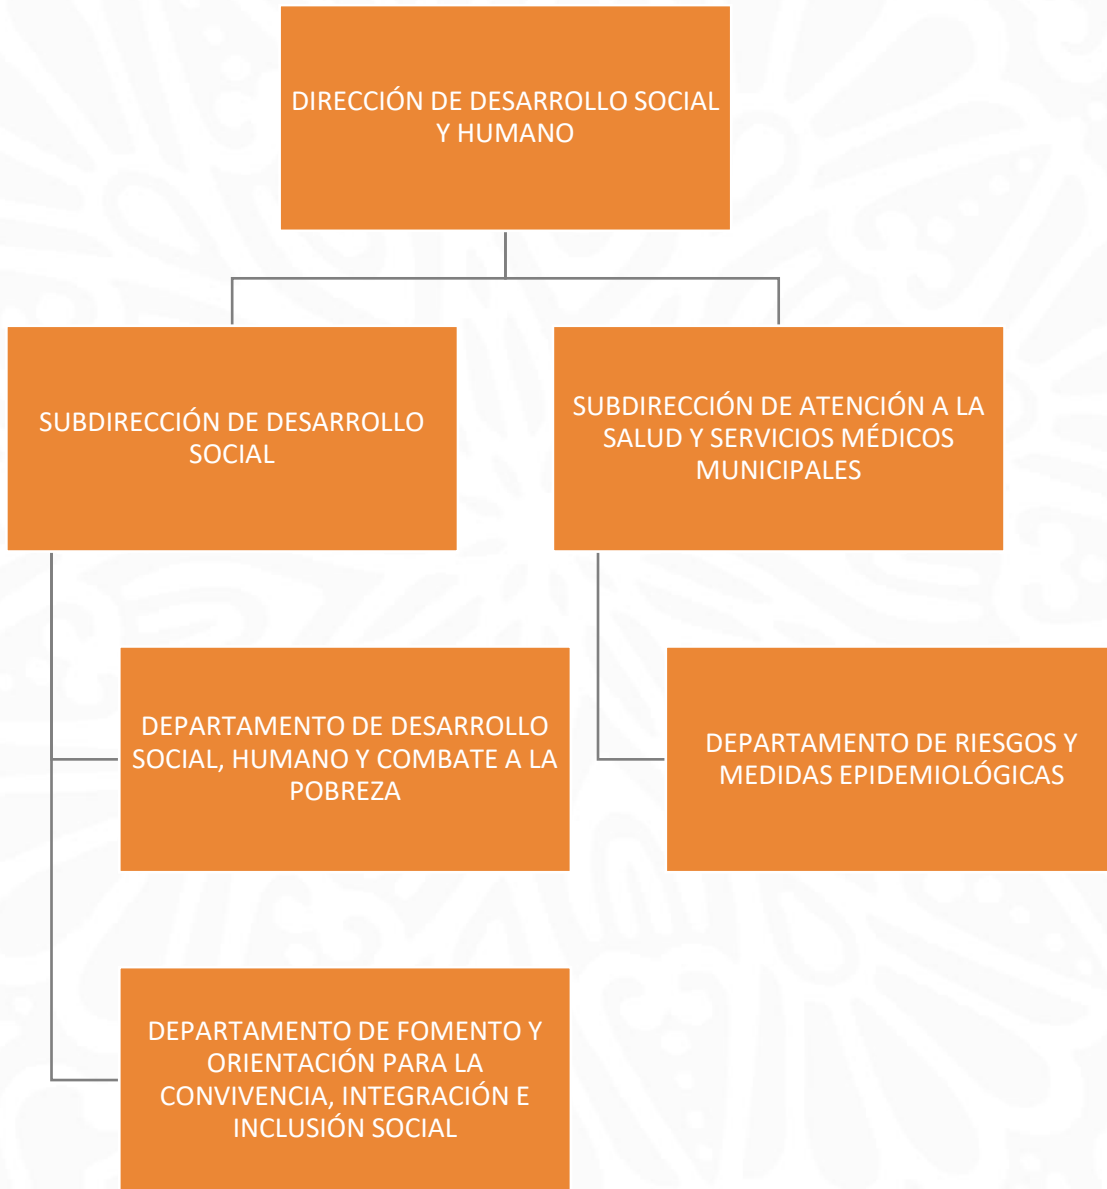 DIRECCIÓN DE DESARROLLO SOCIAL
Y HUMANO
SUBDIRECCIÓN DE DESARROLLO
SOCIAL
SUBDIRECCIÓN DE ATENCIÓN A LA
SALUD Y SERVICIOS MÉDICOS
MUNICIPALES
DEPARTAMENTO DE DESARROLLO
SOCIAL, HUMANO Y COMBATE A LA
POBREZA
DEPARTAMENTO DE RIESGOS Y
MEDIDAS EPIDEMIOLÓGICAS
DEPARTAMENTO DE FOMENTO Y
ORIENTACIÓN PARA LA
CONVIVENCIA, INTEGRACIÓN E
INCLUSIÓN SOCIAL